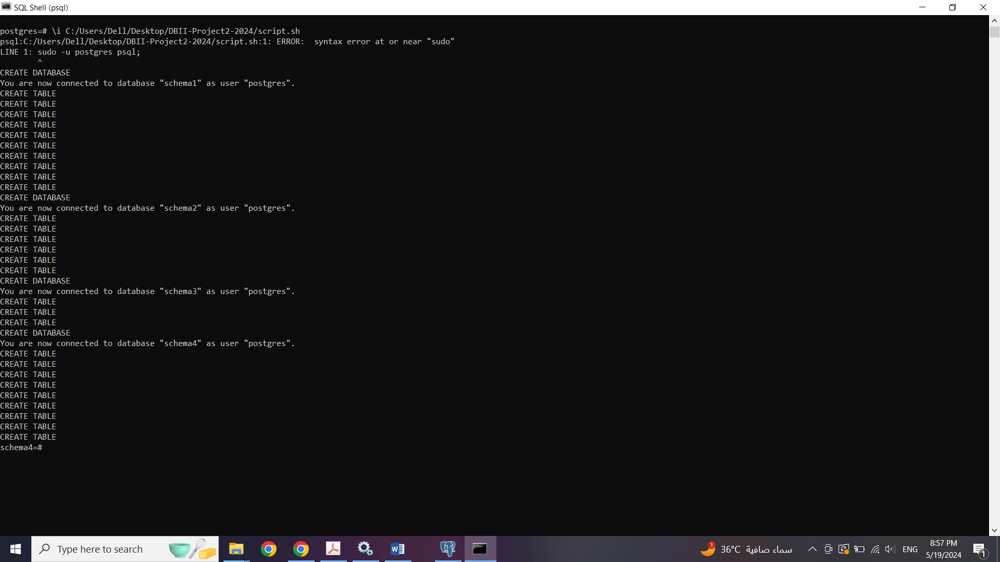 SQL Shell (psql)
postgres=# \i C:/Users/Dell/Desktop/DBII-Project2-2024/script.sh
psql:C:/Users/Dell/Desktop/DBII-Project2-2024/script.sh:1: ERROR:  syntax error at or near "sudo"
LINE 1: sudo -u postgres psql;
        ^
CREATE DATABASE
You are now connected to database "schema1" as user "postgres".
CREATE TABLE
CREATE TABLE
CREATE TABLE
CREATE TABLE
CREATE TABLE
CREATE TABLE
CREATE TABLE
CREATE TABLE
CREATE TABLE
CREATE TABLE
CREATE DATABASE
You are now connected to database "schema2" as user "postgres".
CREATE TABLE
CREATE TABLE
CREATE TABLE
CREATE TABLE
CREATE TABLE
CREATE TABLE
CREATE DATABASE
You are now connected to database "schema3" as user "postgres".
CREATE TABLE
CREATE TABLE
CREATE TABLE
CREATE DATABASE
You are now connected to database "schema4" as user "postgres".
CREATE TABLE
CREATE TABLE
CREATE TABLE
CREATE TABLE
CREATE TABLE
CREATE TABLE
CREATE TABLE
CREATE TABLE
CREATE TABLE
schema4=#
Type here to search
1
36°C سماء صافية
ENG
8:57 PM
5/19/2024
1